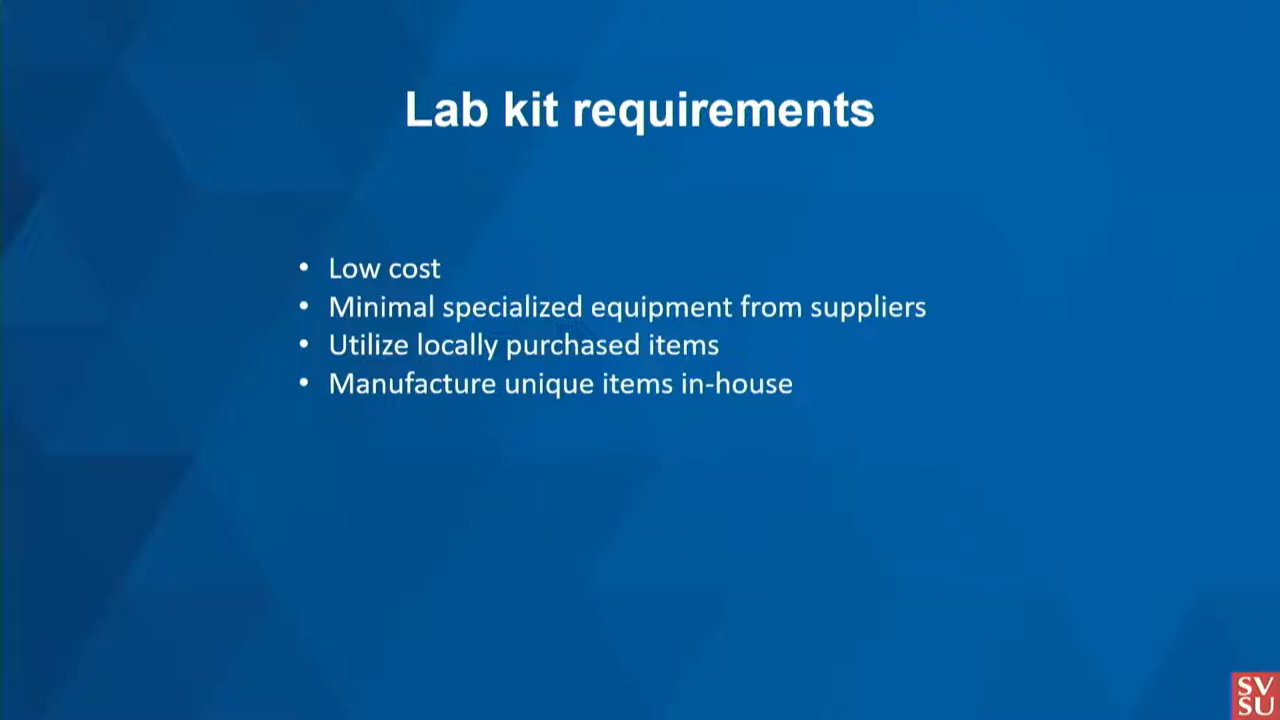 Lab kit requirements
• Low cost
• Minimal specialized equipment from suppliers
• Utilize locally purchased items
• Manufacture unique items in-house
SV
SU